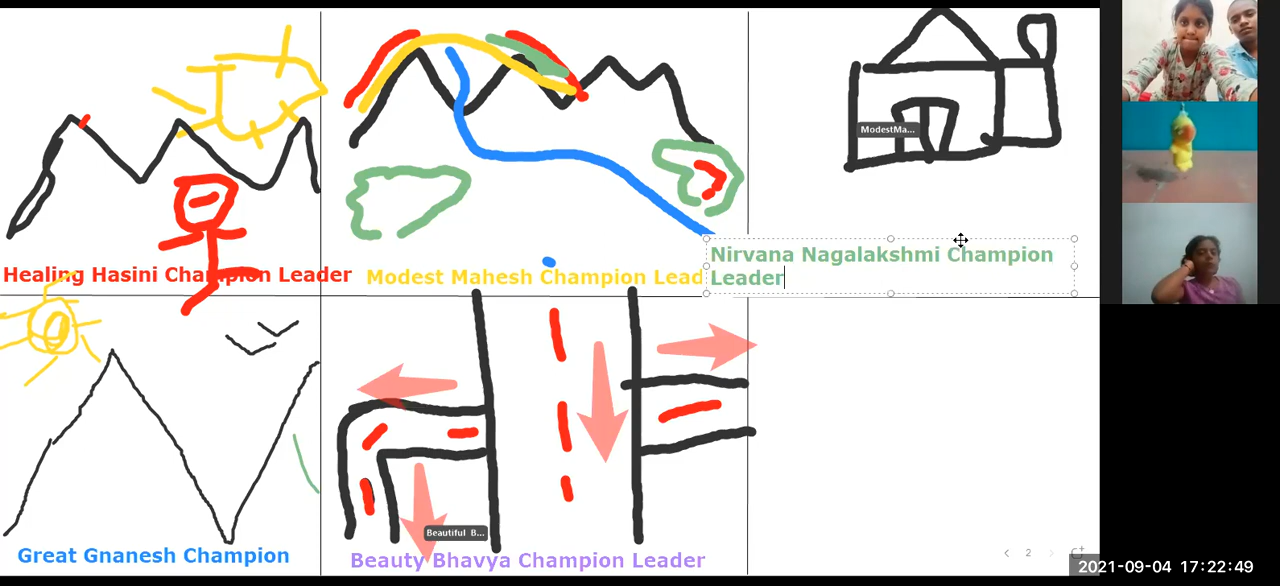 ModestMa...
Healing Hasini Champion Leader
Modest Mahesh Champion Lead
Nirvana Nagalakshmi Champion
Leader
Beautiful B...
Great Gnanesh Champion
Beauty Bhavya Champion Leader
2
2021-09-04 17:22:49